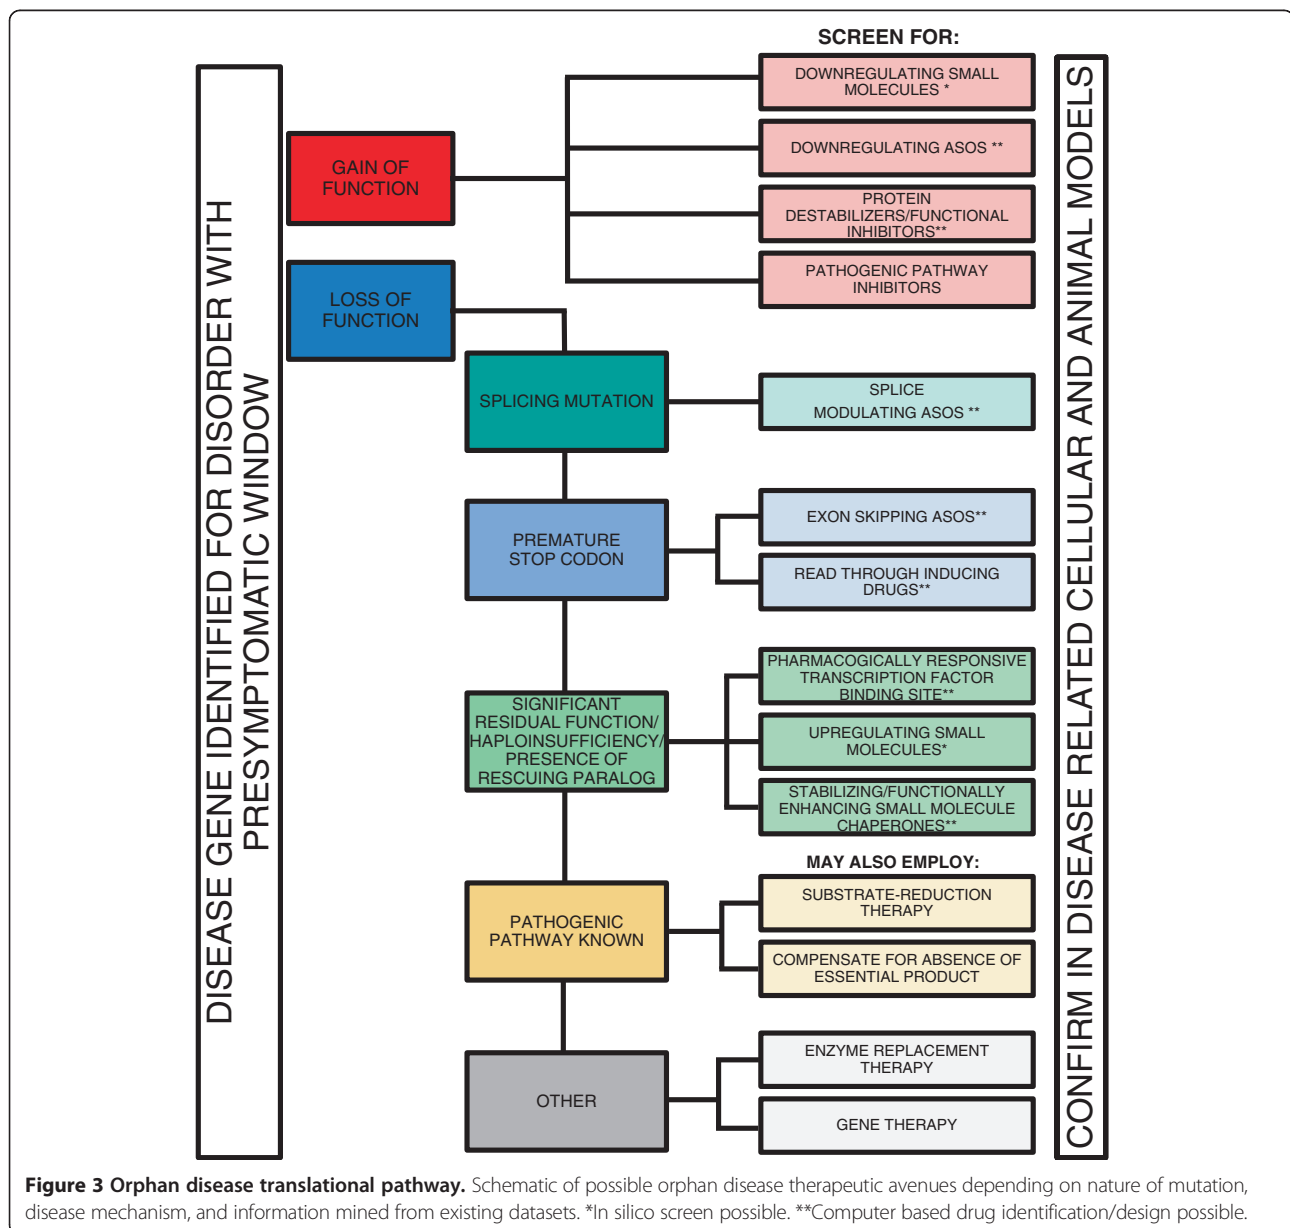 SCREEN FOR:
DISEASE GENE IDENTIFIED FOR DISORDER WITH
PRESYMPTOMATIC WINDOW
GAIN OF
FUNCTION
DOWNREGULATING SMALL
MOLECULES *
DOWNREGULATING ASOS **
PROTEIN
DESTABILIZERS/FUNCTIONAL
INHIBITORS**
PATHOGENIC PATHWAY
INHIBITORS
LOSS OF
FUNCTION
SPLICING MUTATION
SPLICE
MODULATING ASOS **
PREMATURE
STOP CODON
EXON SKIPPING ASOS**
READ THROUGH INDUCING
DRUGS**
SIGNIFICANT
RESIDUAL FUNCTION/
HAPLOINSUFFICIENCY/
PRESENCE OF
RESCUING PARALOG
PHARMACOGICALLY RESPONSIVE
TRANSCRIPTION FACTOR
BINDING SITE**
UPREGULATING SMALL
MOLECULES*
STABILIZING/FUNCTIONALLY
ENHANCING SMALL MOLECULE
CHAPERONES**
MAY ALSO EMPLOY:
PATHOGENIC
PATHWAY KNOWN
SUBSTRATE-REDUCTION
THERAPY
COMPENSATE FOR ABSENCE OF
ESSENTIAL PRODUCT
OTHER
ENZYME REPLACEMENT
THERAPY
GENE THERAPY
CONFIRM IN DISEASE RELATED CELLULAR AND ANIMAL MODELS
Figure 3 Orphan disease translational pathway. Schematic of possible orphan disease therapeutic avenues depending on nature of mutation,
disease mechanism, and information mined from existing datasets. *In silico screen possible. **Computer based drug identification/design possible.